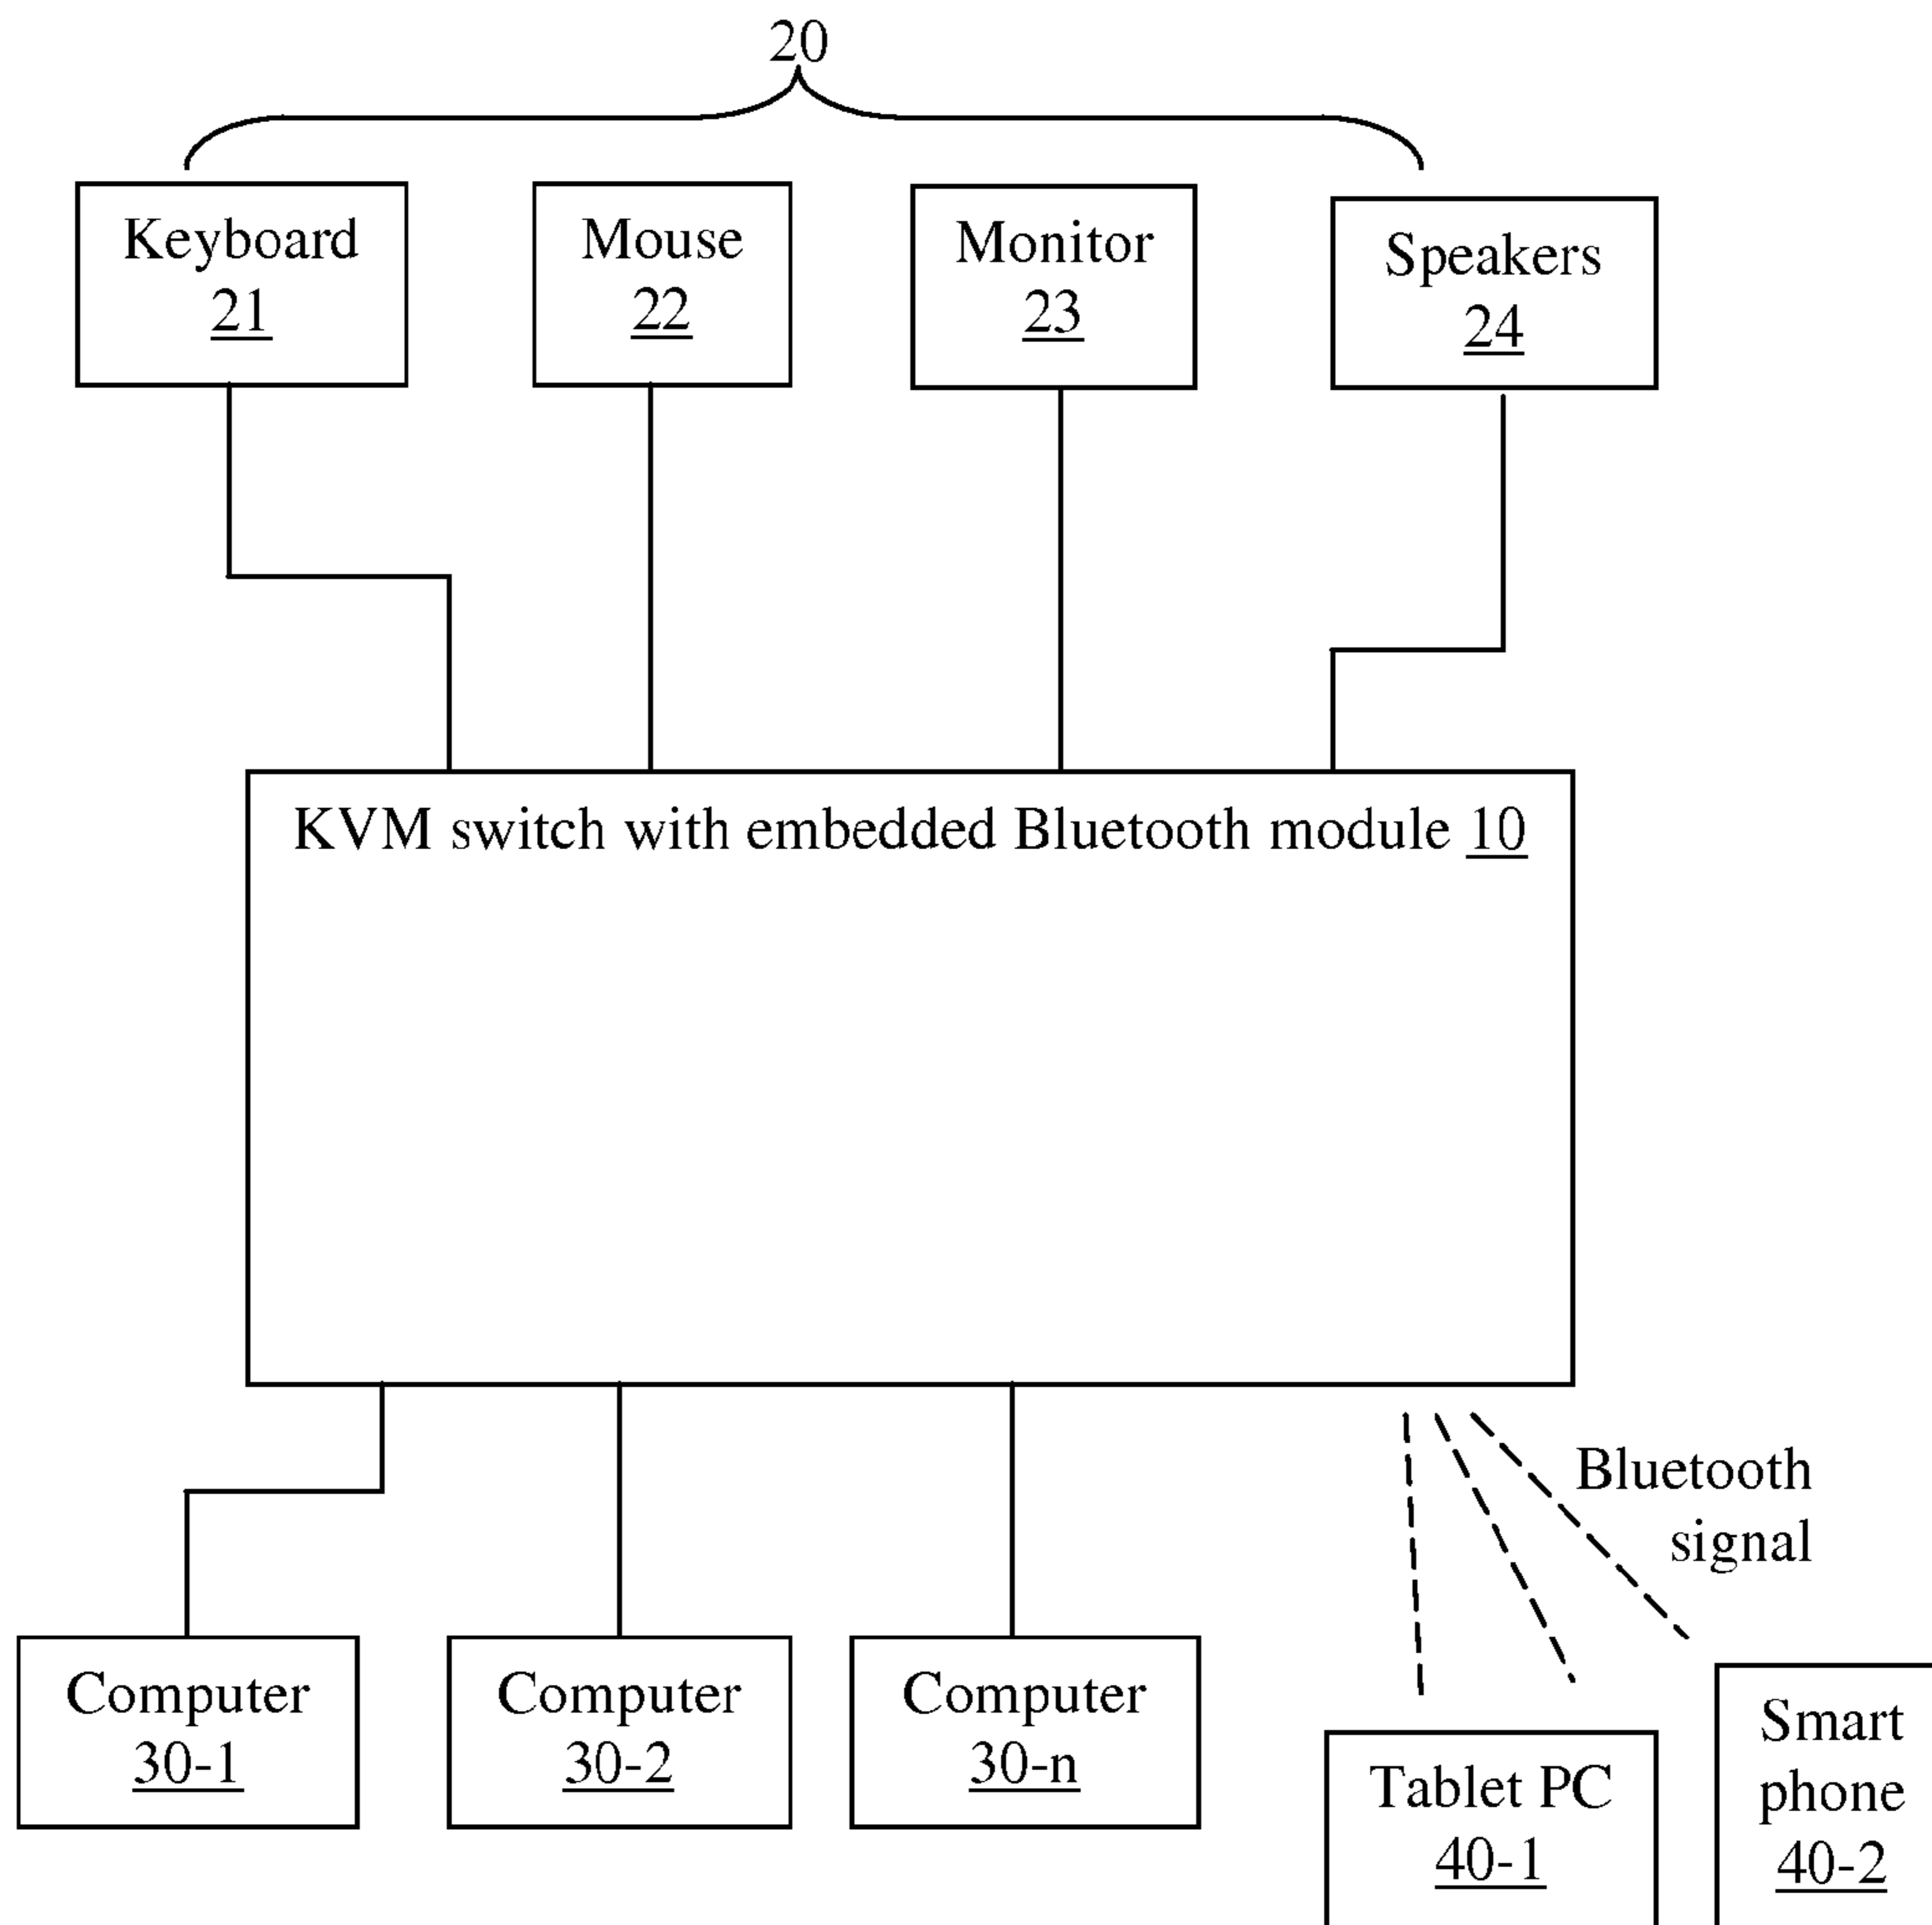 20
Keyboard
21
Mouse
22
Monitor
23
Speakers
24
KVM switch with embedded Bluetooth module 10
Bluetooth
signal
Computer
30-1
Computer
30-2
Computer
30-n
Tablet PC
40-1
Smart
phone
40-2